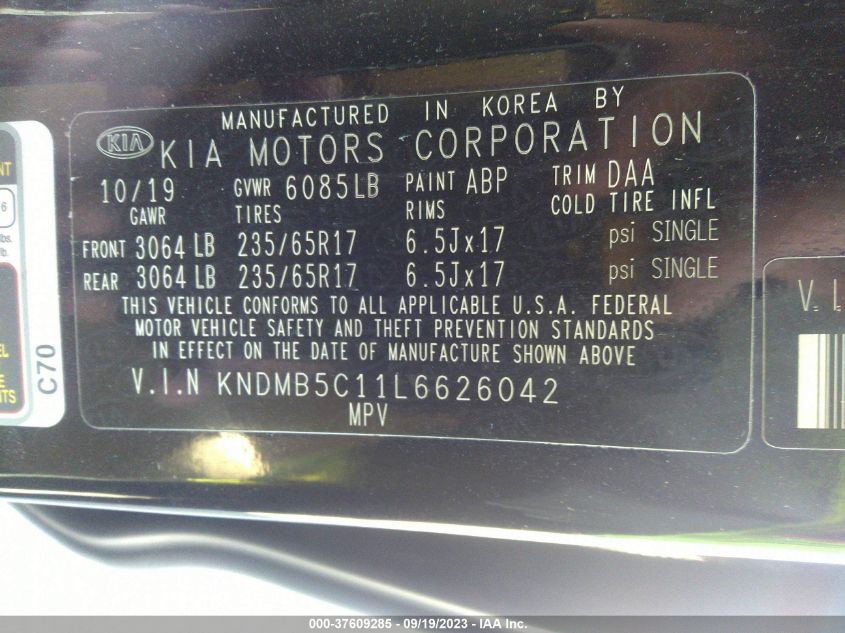 MANUFACTURED IN KOREA BY
KIA KIA MOTORS CORPORATION
10/19 GVWR 6085LB PAINT ABP TRIM DAA
GAWR TIRES RIMS COLD TIRE INFL
FRONT 3064 LB 235/65R17 6.5Jx17 psi SINGLE
REAR 3064 LB 235/65R17 6.5Jx17 psi SINGLE
THIS VEHICLE CONFORMS TO ALL APPLICABLE U.S.A. FEDERAL
MOTOR VEHICLE SAFETY AND THEFT PREVENTION STANDARDS
IN EFFECT ON THE DATE OF MANUFACTURE SHOWN ABOVE
V.I.N KNDMB5C11L6626042
MPV
C70
6
lbs.
lb.
V. I.
000-37609285 - 09/19/2023 - IAA Inc.